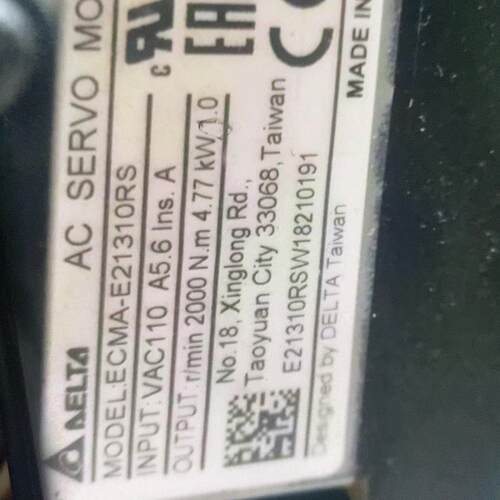 DELTA AC SERVO MO
MODEL:ECMA-E21310RS
INPUT:VAC110 A5.6 Ins. A
OUTPUT:r/min 2000 N.m 4.77 kW 1.0
No.18, Xinglong Rd.,
Taoyuan City 33068,Taiwan
E21310RSW18210191
Designed by DELTA Taiwan
MADE IN